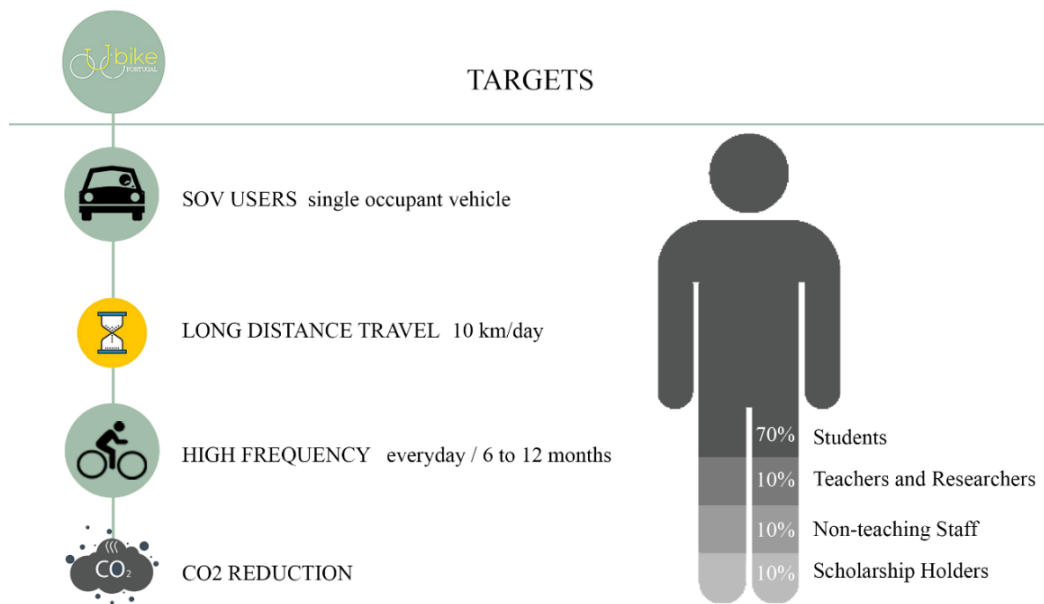 U-bike
PORTUGAL
TARGETS
SOV USERS single occupant vehicle
LONG DISTANCE TRAVEL 10 km/day
HIGH FREQUENCY everyday / 6 to 12 months
CO2
CO2 REDUCTION
70% Students
10% Teachers and Researchers
10% Non-teaching Staff
10% Scholarship Holders